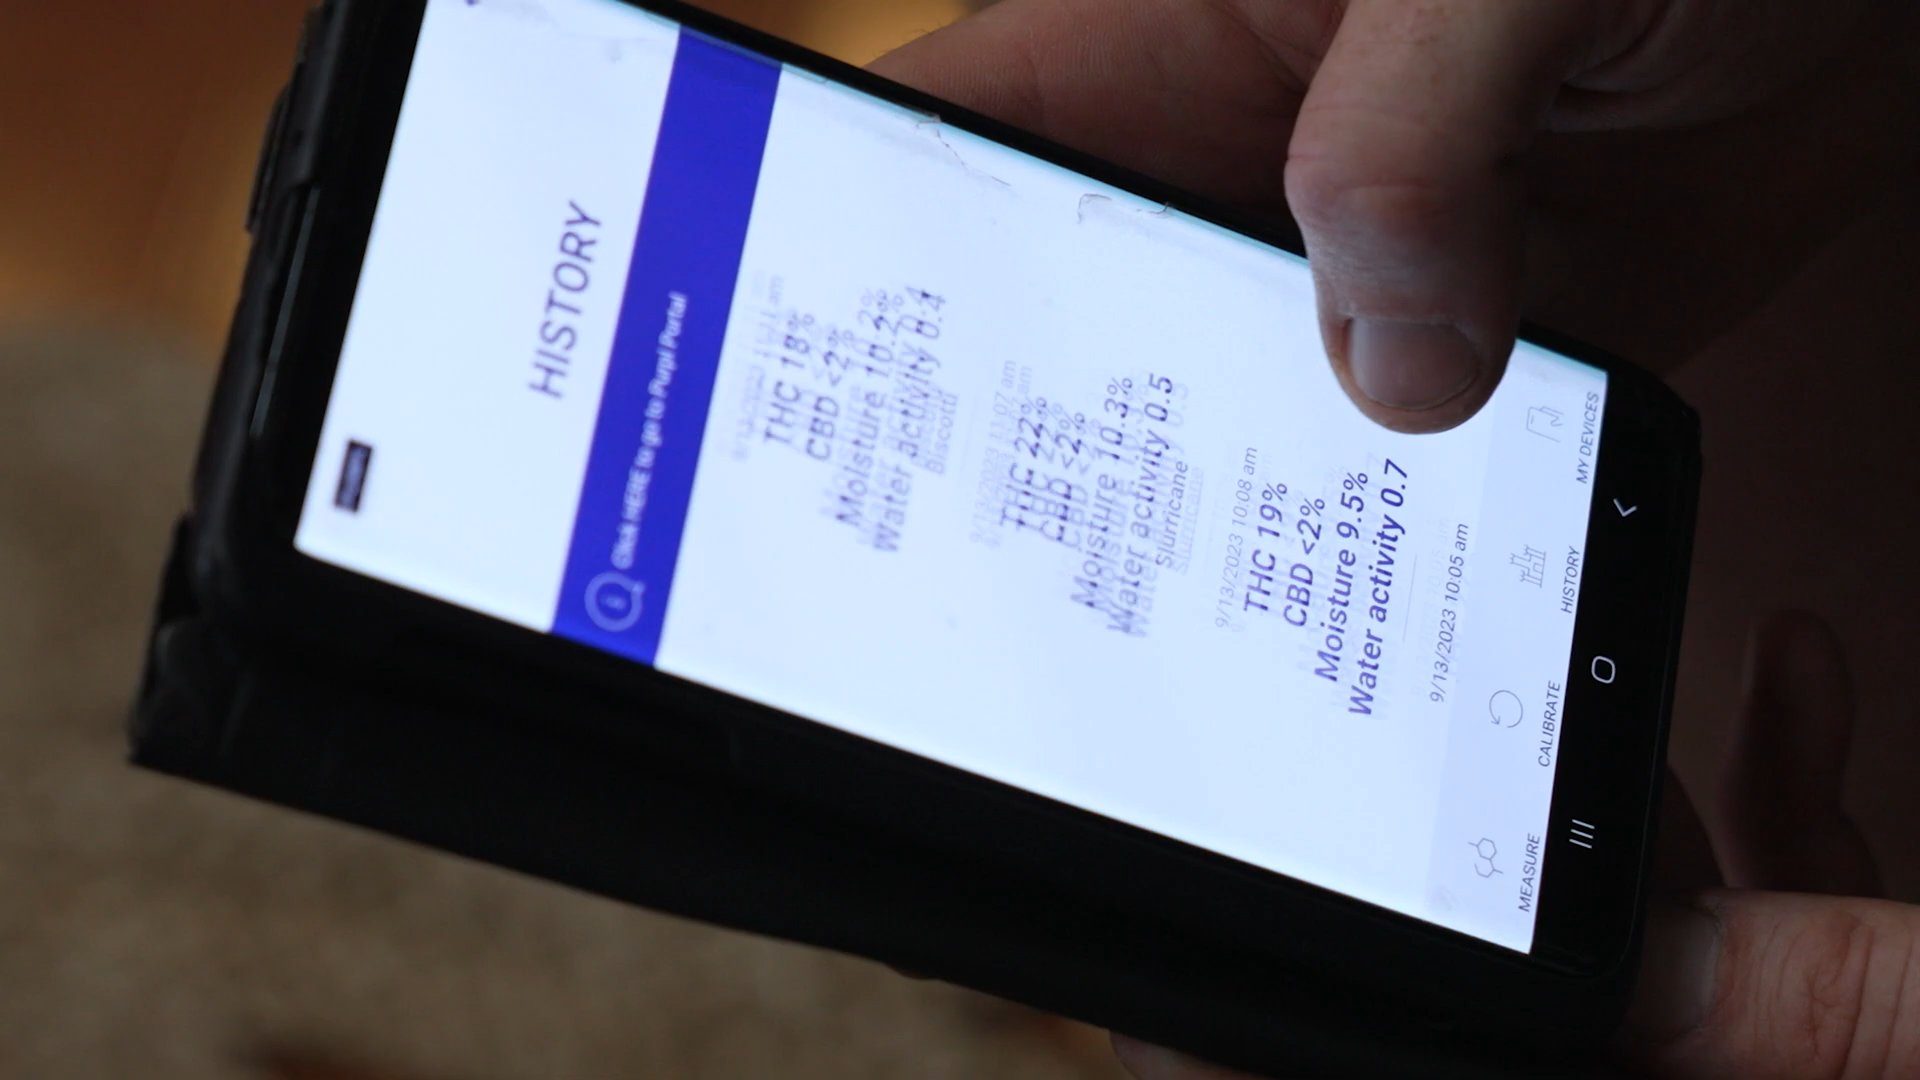 HISTORY
Click HERE to go to Purpl Portal
THC 18%
CBD <2%
Moisture 10.2%
Water activity 0.4
Biscotti
9/13/2023 11:07 am
THC 22%
CBD <2%
Moisture 10.3%
Water activity 0.5
Slurricane
9/13/2023 10:08 am
THC 19%
CBD <2%
Moisture 9.5%
Water activity 0.7
9/13/2023 10:05 am
MEASURE
CALIBRATE
HISTORY
MY DEVICES